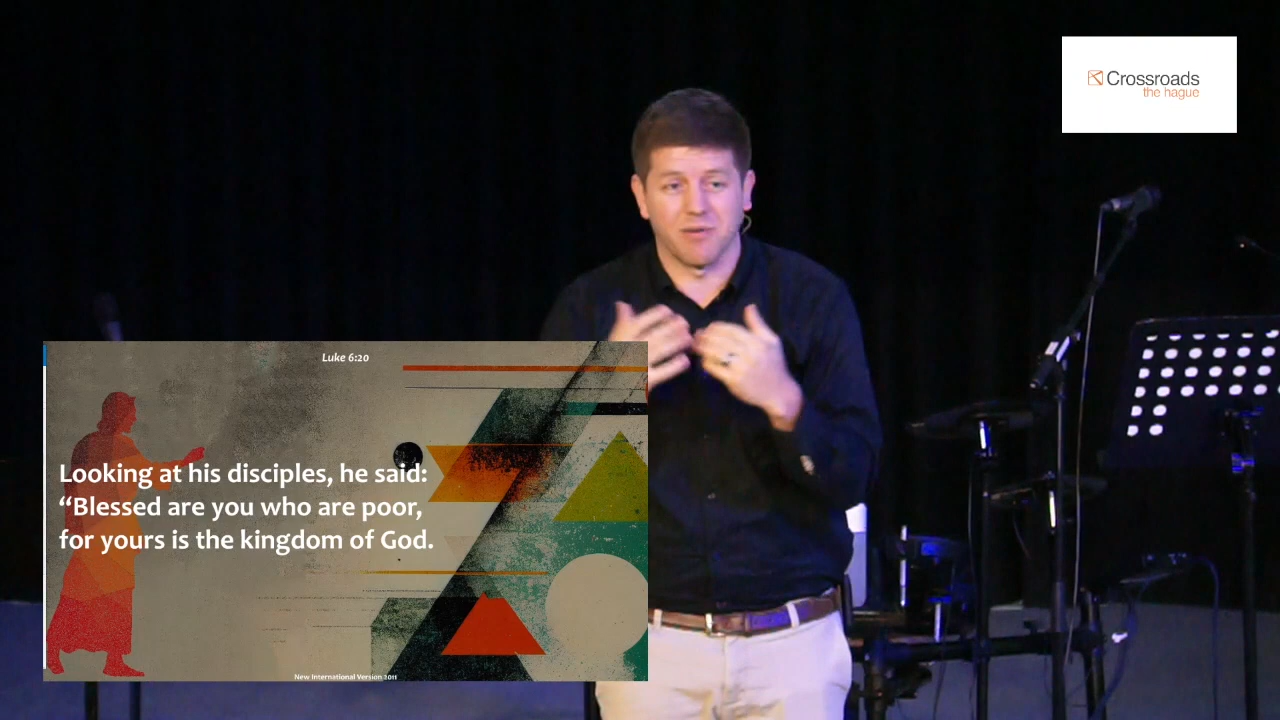 Crossroads
the hague
Luke 6:20
Looking at his disciples, he said:
“Blessed are you who are poor,
for yours is the kingdom of God.
New International Version 2011